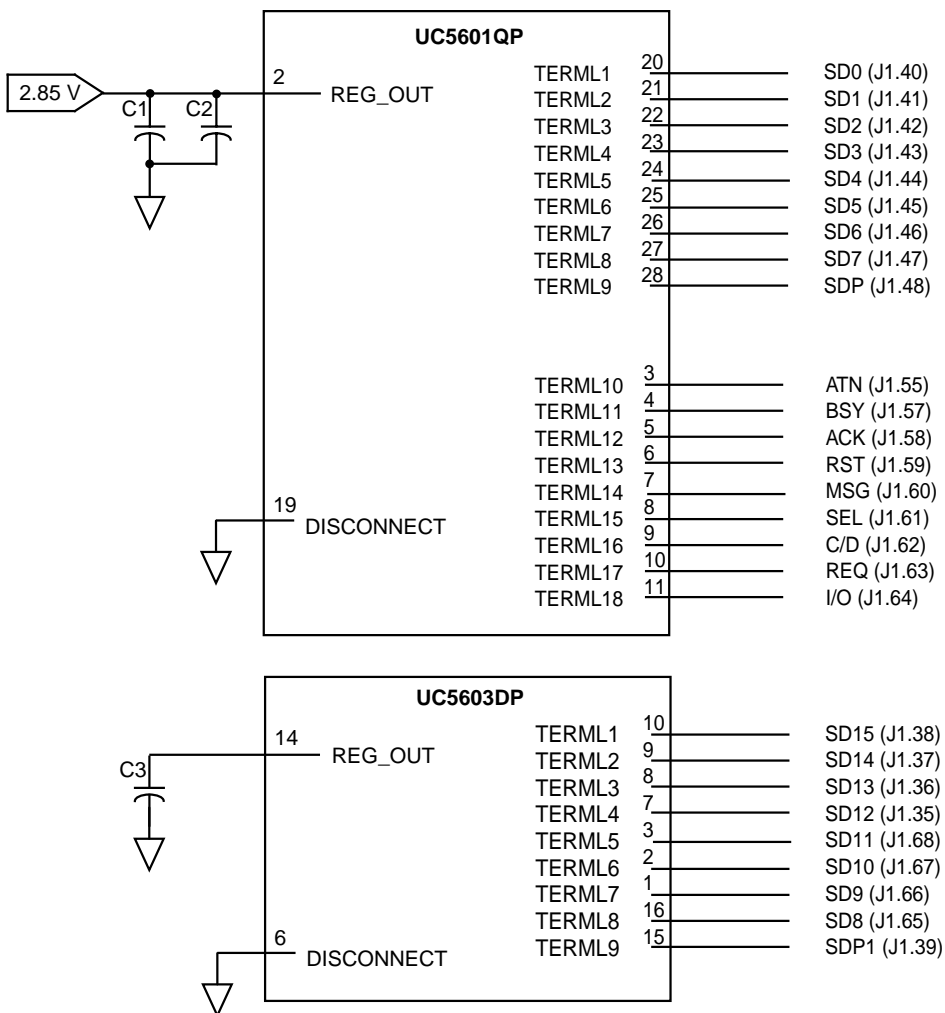 UC5601QP
2.85 V
C1
C2
2
REG_OUT
TERML1 20 SD0 (J1.40)
TERML2 21 SD1 (J1.41)
TERML3 22 SD2 (J1.42)
TERML4 23 SD3 (J1.43)
TERML5 24 SD4 (J1.44)
TERML6 25 SD5 (J1.45)
TERML7 26 SD6 (J1.46)
TERML8 27 SD7 (J1.47)
TERML9 28 SDP (J1.48)
TERML10 3 ATN (J1.55)
TERML11 4 BSY (J1.57)
TERML12 5 ACK (J1.58)
TERML13 6 RST (J1.59)
TERML14 7 MSG (J1.60)
TERML15 8 SEL (J1.61)
TERML16 9 C/D (J1.62)
TERML17 10 REQ (J1.63)
TERML18 11 I/O (J1.64)
19
DISCONNECT
UC5603DP
14
REG_OUT
C3
TERML1 10 SD15 (J1.38)
TERML2 9 SD14 (J1.37)
TERML3 8 SD13 (J1.36)
TERML4 7 SD12 (J1.35)
TERML5 3 SD11 (J1.68)
TERML6 2 SD10 (J1.67)
TERML7 1 SD9 (J1.66)
TERML8 16 SD8 (J1.65)
TERML9 15 SDP1 (J1.39)
6
DISCONNECT